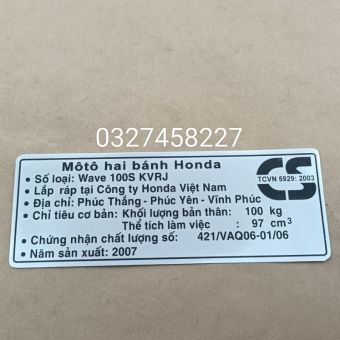 0327458227
Môtô hai bánh Honda
• Số loại: Wave 100S KVRJ
• Lắp ráp tại Công ty Honda Việt Nam
• Địa chỉ: Phúc Thắng - Phúc Yên - Vĩnh Phúc
• Chỉ tiêu cơ bản: Khối lượng bản thân: 100 kg
Thể tích làm việc : 97 cm³
• Chứng nhận chất lượng số: 421/VAQ06-01/06
• Năm sản xuất: 2007
CS
TCVN 5929: 2003